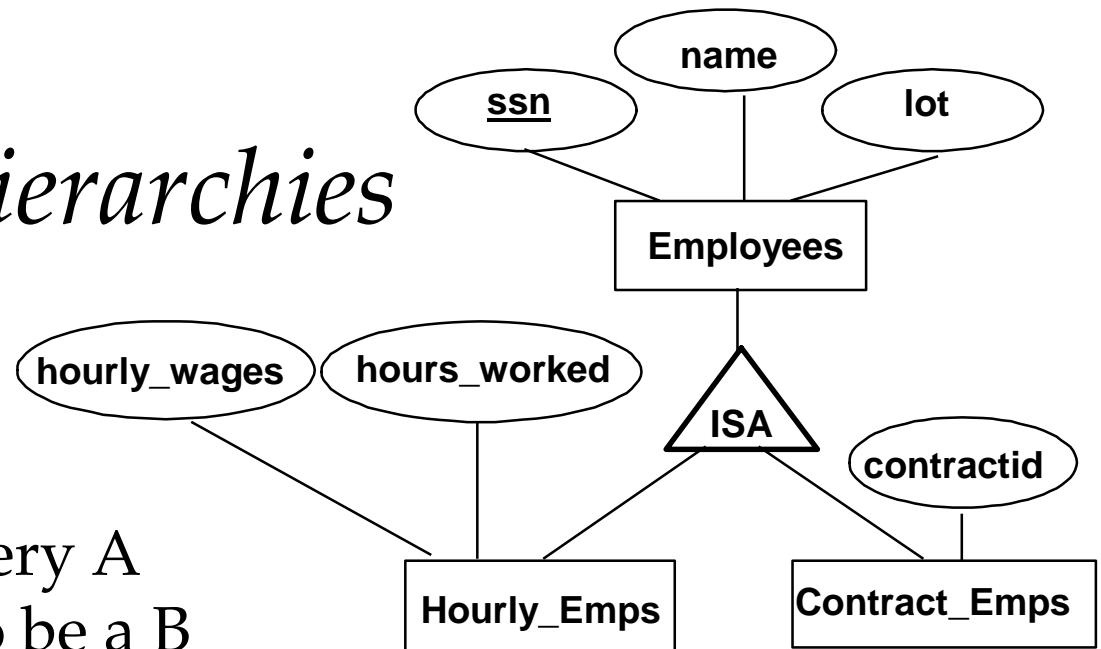 name
ssn
lot
ierarchies
Employees
hourly_wages
hours_worked
ISA
contractid
ery A
Hourly_Emps
Contract_Emps
o be a B